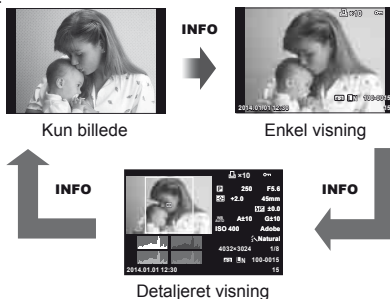 INFO
×10
100-0015
2014.01.01 12:30 15
Kun billede
Enkel visning
INFO
INFO
×10
P 250 F5.6
+2.0 45mm
±0.0
A±10 G±10
ISO 400 Adobe
Natural
4032×3024 1/8
100-0015
2014.01.01 12:30 15
Detaljeret visning